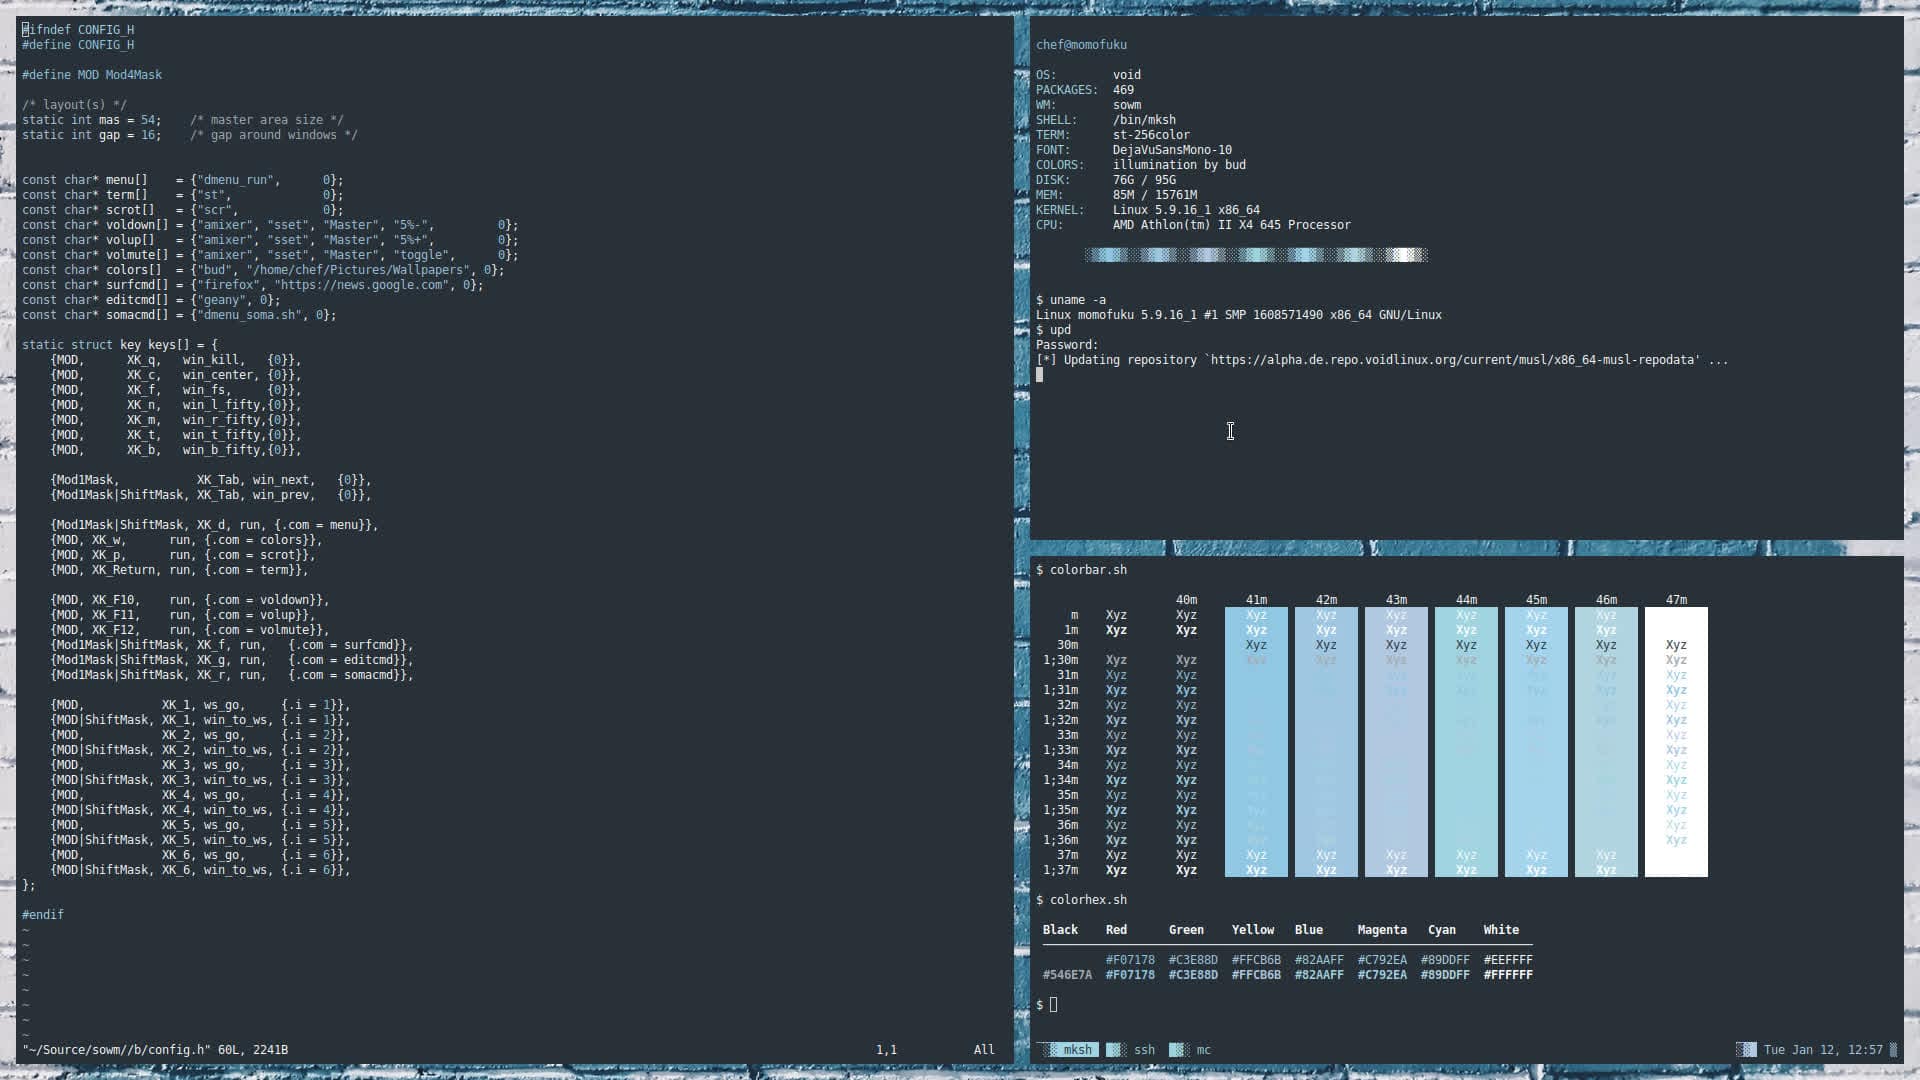 #ifndef CONFIG_H
#define CONFIG_H
#define MOD Mod4Mask
/* layout(s) */
static int mas = 54;    /* master area size */
static int gap = 16;    /* gap around windows */
const char* menu[]    = {"dmenu_run",      0};
const char* term[]    = {"st",             0};
const char* scrot[]   = {"scr",            0};
const char* voldown[] = {"amixer", "sset", "Master", "5%-",         0};
const char* volup[]   = {"amixer", "sset", "Master", "5%+",         0};
const char* volmute[] = {"amixer", "sset", "Master", "toggle",      0};
const char* colors[]  = {"bud", "/home/chef/Pictures/Wallpapers", 0};
const char* surfcmd[] = {"firefox", "https://news.google.com", 0};
const char* editcmd[] = {"geany", 0};
const char* somacmd[] = {"dmenu_soma.sh", 0};
static struct key keys[] = {
    {MOD,      XK_q,   win_kill,   {0}},
    {MOD,      XK_c,   win_center, {0}},
    {MOD,      XK_f,   win_fs,     {0}},
    {MOD,      XK_n,   win_l_fifty,{0}},
    {MOD,      XK_m,   win_r_fifty,{0}},
    {MOD,      XK_t,   win_t_fifty,{0}},
    {MOD,      XK_b,   win_b_fifty,{0}},
    {Mod1Mask,           XK_Tab, win_next,   {0}},
    {Mod1Mask|ShiftMask, XK_Tab, win_prev,   {0}},
    {Mod1Mask|ShiftMask, XK_d, run, {.com = menu}},
    {MOD, XK_w,      run, {.com = colors}},
    {MOD, XK_p,      run, {.com = scrot}},
    {MOD, XK_Return, run, {.com = term}},
    {MOD, XK_F10,    run, {.com = voldown}},
    {MOD, XK_F11,    run, {.com = volup}},
    {MOD, XK_F12,    run, {.com = volmute}},
    {Mod1Mask|ShiftMask, XK_f, run,   {.com = surfcmd}},
    {Mod1Mask|ShiftMask, XK_g, run,   {.com = editcmd}},
    {Mod1Mask|ShiftMask, XK_r, run,   {.com = somacmd}},
    {MOD,           XK_1, ws_go,     {.i = 1}},
    {MOD|ShiftMask, XK_1, win_to_ws, {.i = 1}},
    {MOD,           XK_2, ws_go,     {.i = 2}},
    {MOD|ShiftMask, XK_2, win_to_ws, {.i = 2}},
    {MOD,           XK_3, ws_go,     {.i = 3}},
    {MOD|ShiftMask, XK_3, win_to_ws, {.i = 3}},
    {MOD,           XK_4, ws_go,     {.i = 4}},
    {MOD|ShiftMask, XK_4, win_to_ws, {.i = 4}},
    {MOD,           XK_5, ws_go,     {.i = 5}},
    {MOD|ShiftMask, XK_5, win_to_ws, {.i = 5}},
    {MOD,           XK_6, ws_go,     {.i = 6}},
    {MOD|ShiftMask, XK_6, win_to_ws, {.i = 6}},
};
#endif
~
~
~
~
~
~
~
~
"~/Source/sowm//b/config.h" 60L, 2241B    1,1    All
chef@momofuku
OS:        void
PACKAGES:  469
WM:        sowm
SHELL:     /bin/mksh
TERM:      st-256color
FONT:      DejaVuSansMono-10
COLORS:    illumination by bud
DISK:      76G / 95G
MEM:       85M / 15761M
KERNEL:    Linux 5.9.16_1 x86_64
CPU:       AMD Athlon(tm) II X4 645 Processor
$ uname -a
Linux momofuku 5.9.16_1 #1 SMP 1608571490 x86_64 GNU/Linux
$ upd
Password:
[*] Updating repository `https://alpha.de.repo.voidlinux.org/current/musl/x86_64-musl-repodata' ...
$ colorbar.sh
40m 41m 42m 43m 44m 45m 46m 47m
m Xyz Xyz Xyz Xyz Xyz Xyz Xyz Xyz
1m Xyz Xyz Xyz Xyz Xyz Xyz Xyz Xyz
30m Xyz Xyz Xyz Xyz Xyz Xyz Xyz
1;30m Xyz Xyz Xyz Xyz Xyz Xyz Xyz Xyz Xyz
31m Xyz Xyz Xyz
1;31m Xyz Xyz Xyz
32m Xyz Xyz Xyz
1;32m Xyz Xyz Xyz
33m Xyz Xyz Xyz
1;33m Xyz Xyz Xyz
34m Xyz Xyz Xyz
1;34m Xyz Xyz Xyz
35m Xyz Xyz Xyz
1;35m Xyz Xyz Xyz
36m Xyz Xyz Xyz
1;36m Xyz Xyz Xyz
37m Xyz Xyz Xyz Xyz Xyz Xyz Xyz Xyz
1;37m Xyz Xyz Xyz Xyz Xyz Xyz Xyz Xyz
$ colorhex.sh
Black Red Green Yellow Blue Magenta Cyan White
#F07178 #C3E88D #FFCB6B #82AAFF #C792EA #89DDFF #EEFFFF
#546E7A #F07178 #C3E88D #FFCB6B #82AAFF #C792EA #89DDFF #FFFFFF
$
mksh ssh mc Tue Jan 12, 12:57